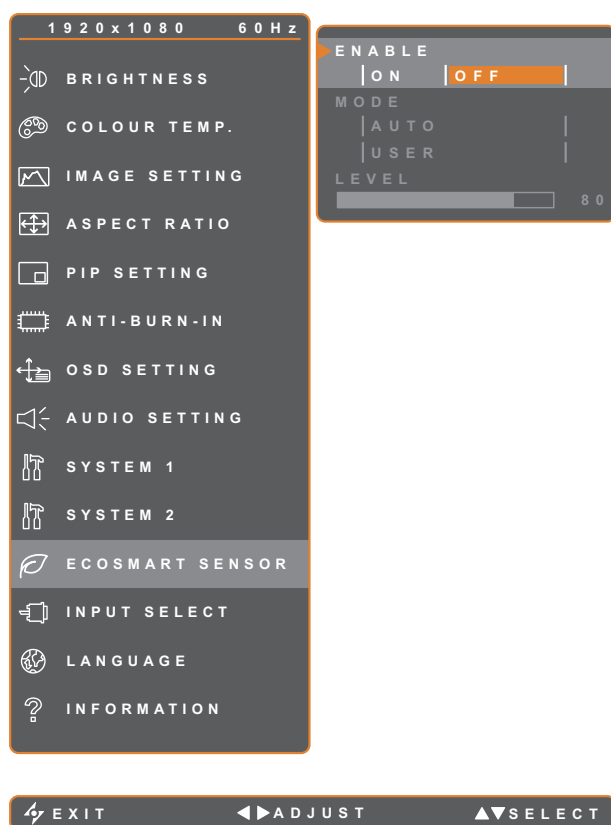 1920x1080 60Hz
BRIGHTNESS
COLOUR TEMP.
IMAGE SETTING
ASPECT RATIO
PIP SETTING
ANTI-BURN-IN
OSD SETTING
AUDIO SETTING
SYSTEM 1
SYSTEM 2
ECOSMART SENSOR
INPUT SELECT
LANGUAGE
INFORMATION
ENABLE
ON OFF
MODE
AUTO
USER
LEVEL
80
EXIT ADJUST SELECT